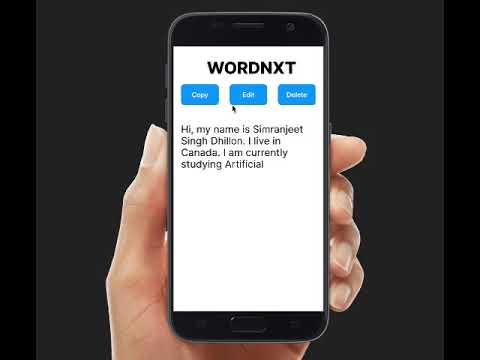 WORDNXT
Copy Edit Delete
Hi, my name is Simranjeet
Singh Dhillon. I live in
Canada. I am currently
studying Artificial